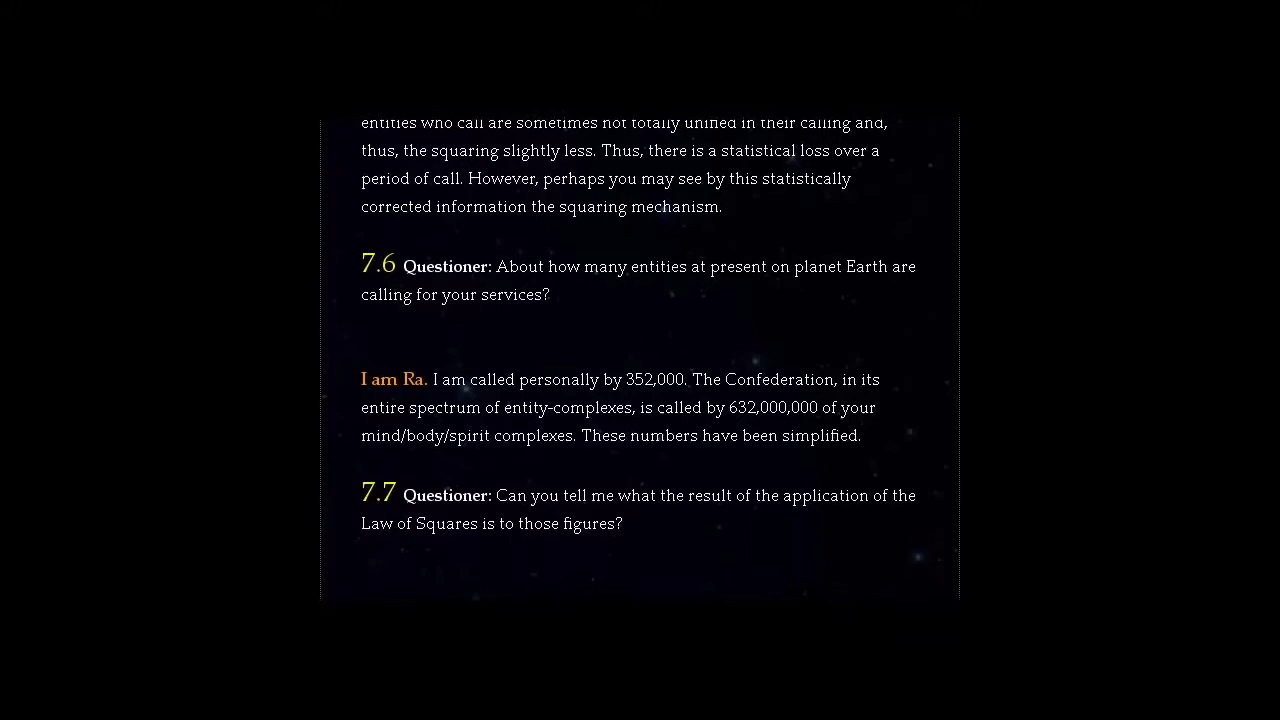 entities who call are sometimes not totally unified in their calling and,
thus, the squaring slightly less. Thus, there is a statistical loss over a
period of call. However, perhaps you may see by this statistically
corrected information the squaring mechanism.
7.6 Questioner: About how many entities at present on planet Earth are
calling for your services?
I am Ra. I am called personally by 352,000. The Confederation, in its
entire spectrum of entity-complexes, is called by 632,000,000 of your
mind/body/spirit complexes. These numbers have been simplified.
7.7 Questioner: Can you tell me what the result of the application of the
Law of Squares is to those figures?